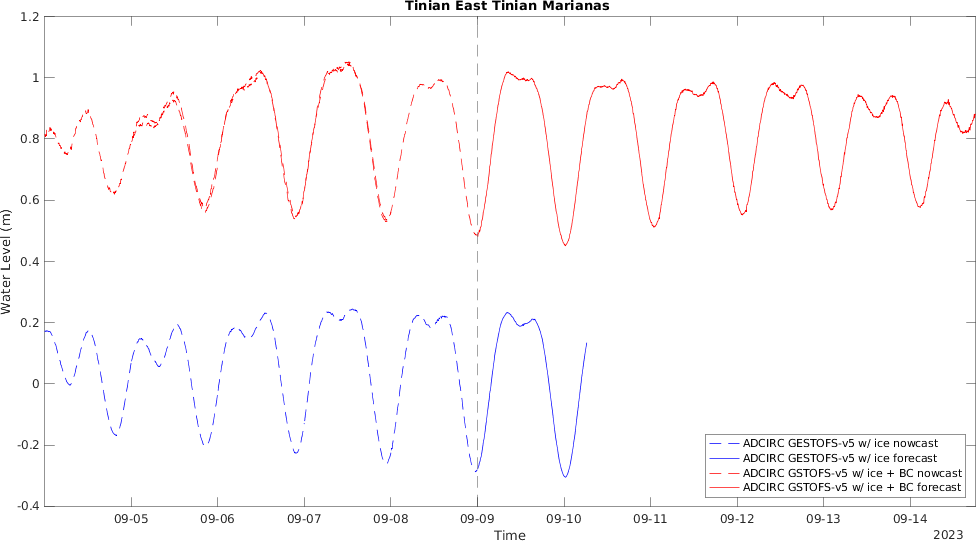 Tinian East Tinian Marianas
1.2
1
0.8
0.6
0.4
0.2
0
-0.2
-0.4
Water Level (m)
ADCIRC GESTOFS-v5 w/ ice nowcast
ADCIRC GESTOFS-v5 w/ ice forecast
ADCIRC GSTOFS-v5 w/ ice + BC nowcast
ADCIRC GSTOFS-v5 w/ ice + BC forecast
09-05 09-06 09-07 09-08 09-09 09-10 09-11 09-12 09-13 09-14
Time
2023